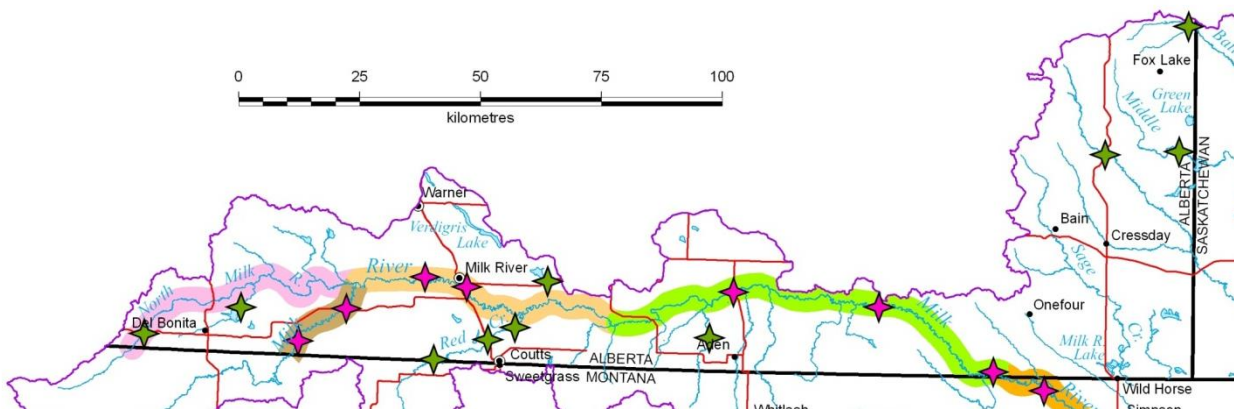 0 25 50 75 100
kilometres
Fox Lake
Green
Lake
Middle
ALBERTA
SASKATCHEWAN
Warner
Verdigris
Lake
Bain
Cressday
Sage
Cr.
North Milk R.
River
Milk River
Onefour
Milk
River
Del Bonita
Red Cr.
Aden
Milk R.
Lake
Coutts
Sweetgrass
ALBERTA
MONTANA
Wild Horse